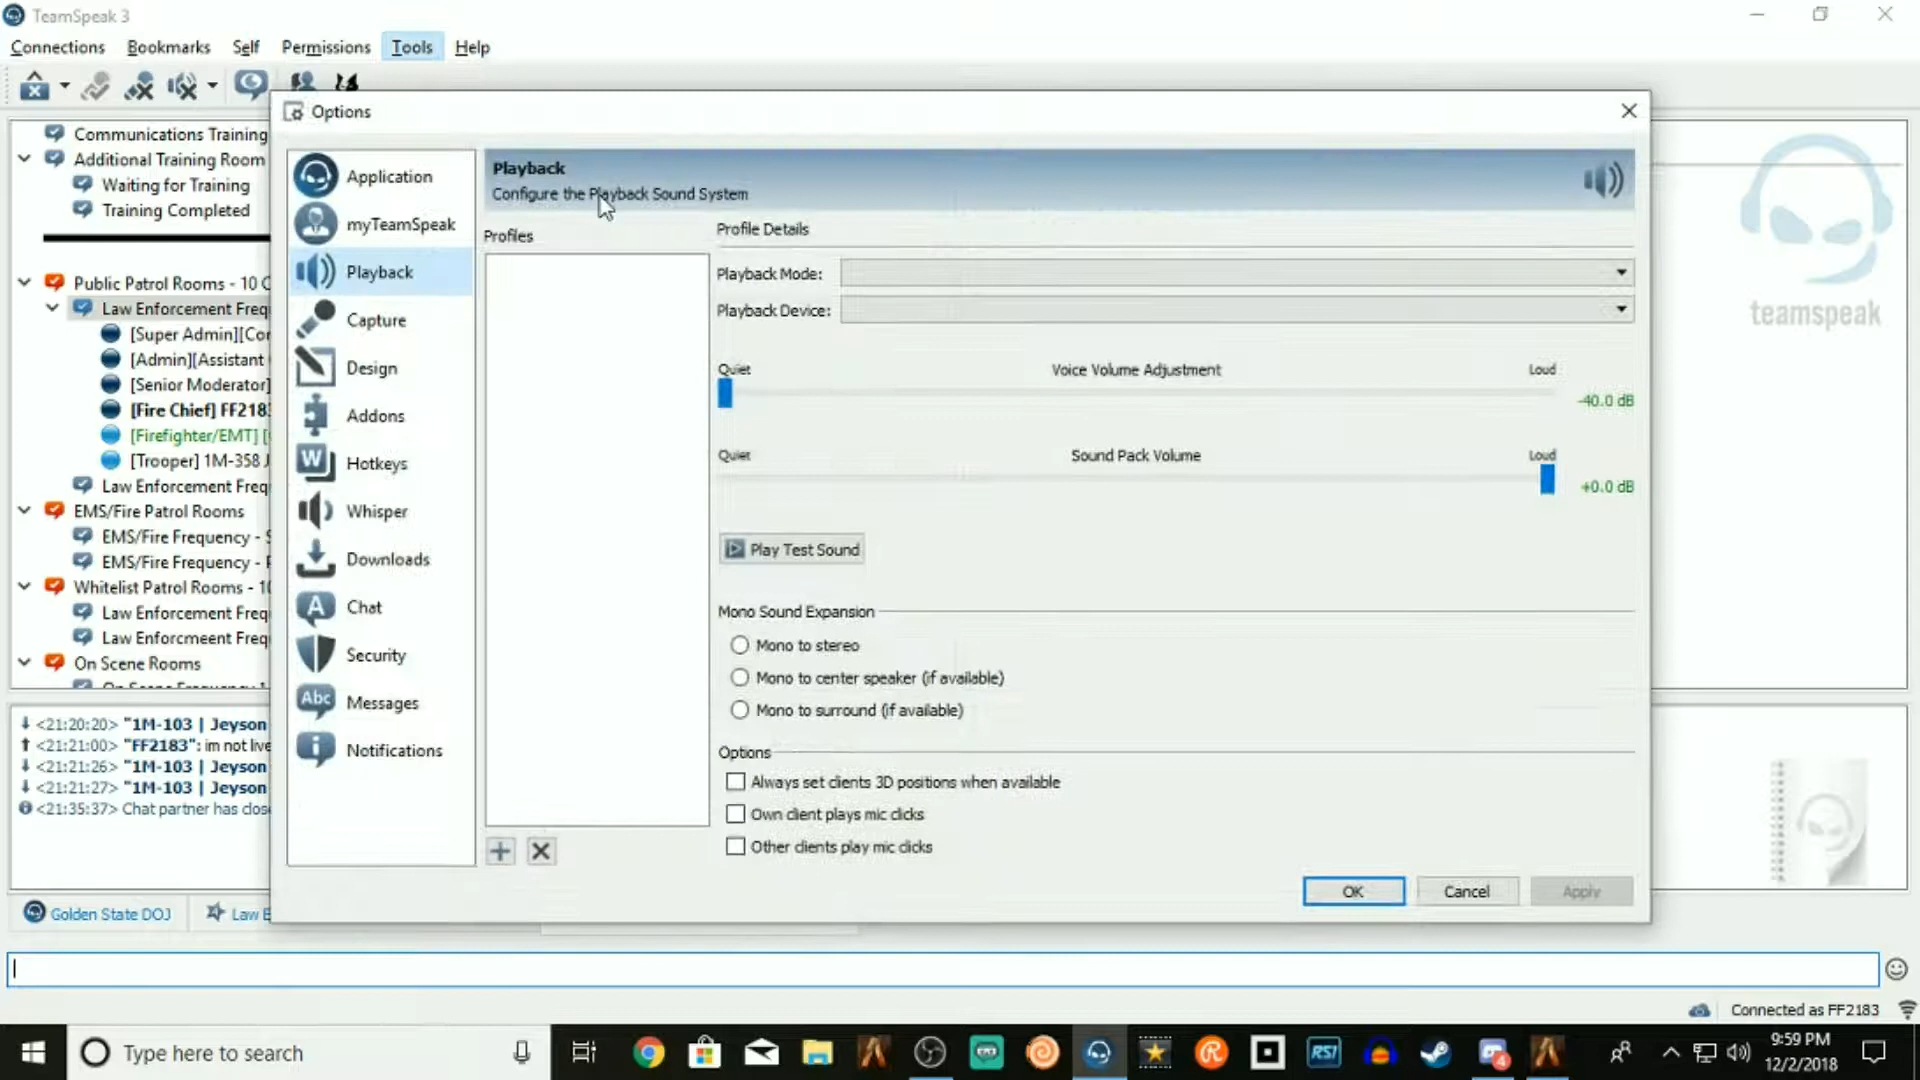 TeamSpeak 3
Connections Bookmarks Self Permissions Tools Help
Options
Communications Training
Additional Training Room
Waiting for Training
Training Completed
Public Patrol Rooms - 10
Law Enforcement Freq
[Super Admin][Cor
[Admin][Assistant
[Senior Moderator]
[Fire Chief] FF2183
[Firefighter/EMT] [
[Trooper] 1M-358 J
Law Enforcement Freq
EMS/Fire Patrol Rooms
EMS/Fire Frequency - S
EMS/Fire Frequency -
Whitelist Patrol Rooms - 10
Law Enforcement Freq
Law Enforcmeent Freq
On Scene Rooms
On Scene Frequency 1
Application
myTeamSpeak
Playback
Capture
Design
Addons
Hotkeys
Whisper
Downloads
Chat
Security
Messages
Notifications
Playback
Configure the Playback Sound System
Profiles
Profile Details
Playback Mode:
Playback Device:
Quiet Voice Volume Adjustment Loud
-40.0 dB
Quiet Sound Pack Volume Loud
+0.0 dB
Play Test Sound
Mono Sound Expansion
Mono to stereo
Mono to center speaker (if available)
Mono to surround (if available)
Options
Always set clients 3D positions when available
Own client plays mic clicks
Other clients play mic clicks
OK Cancel Apply
teamspeak
<21:20:20> "1M-103 | Jeyson
<21:21:00> "FF2183": im not live
<21:21:26> "1M-103 | Jeyson
<21:21:27> "1M-103 | Jeyson
<21:35:37> Chat partner has clos
Golden State DOJ Law E
Connected as FF2183
Type here to search
RSI
4
9:59 PM
12/2/2018